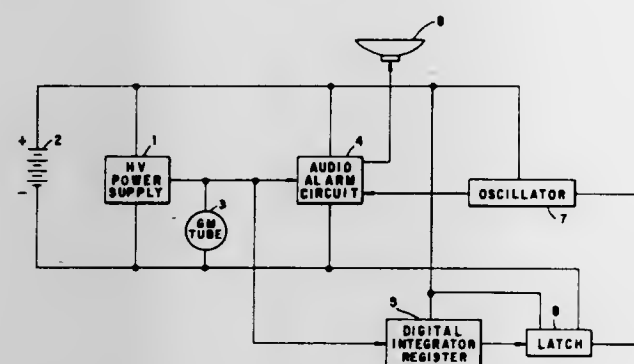 8
+ 2
-
1
HV
POWER
SUPPLY
3
GM
TUBE
4
AUDIO
ALARM
CIRCUIT
OSCILLATOR
7
5
DIGITAL
INTEGRATOR
REGISTER
LATCH